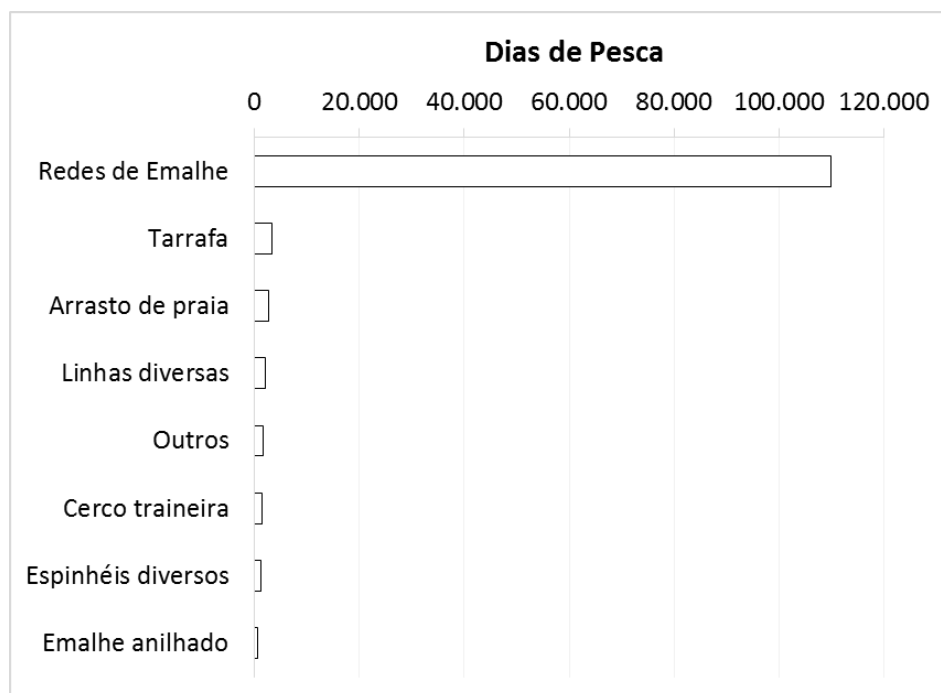 Dias de Pesca
0 20.000 40.000 60.000 80.000 100.000 120.000
Redes de Emalhe
Tarrafa
Arrasto de praia
Linhas diversas
Outros
Cerco traineira
Espinhéis diversos
Emalhe anilhado